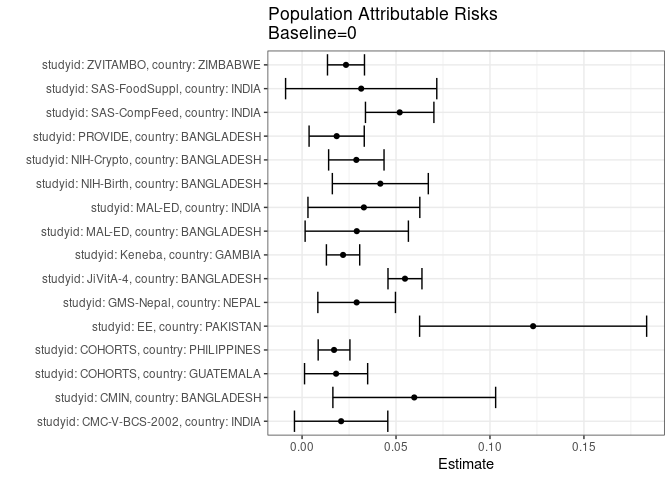 Population Attributable Risks
Baseline=0
studyid: ZVITAMBO, country: ZIMBABWE
studyid: SAS-FoodSuppl, country: INDIA
studyid: SAS-CompFeed, country: INDIA
studyid: PROVIDE, country: BANGLADESH
studyid: NIH-Crypto, country: BANGLADESH
studyid: NIH-Birth, country: BANGLADESH
studyid: MAL-ED, country: INDIA
studyid: MAL-ED, country: BANGLADESH
studyid: Keneba, country: GAMBIA
studyid: JiVitA-4, country: BANGLADESH
studyid: GMS-Nepal, country: NEPAL
studyid: EE, country: PAKISTAN
studyid: COHORTS, country: PHILIPPINES
studyid: COHORTS, country: GUATEMALA
studyid: CMIN, country: BANGLADESH
studyid: CMC-V-BCS-2002, country: INDIA
0.00 0.05 0.10 0.15
Estimate